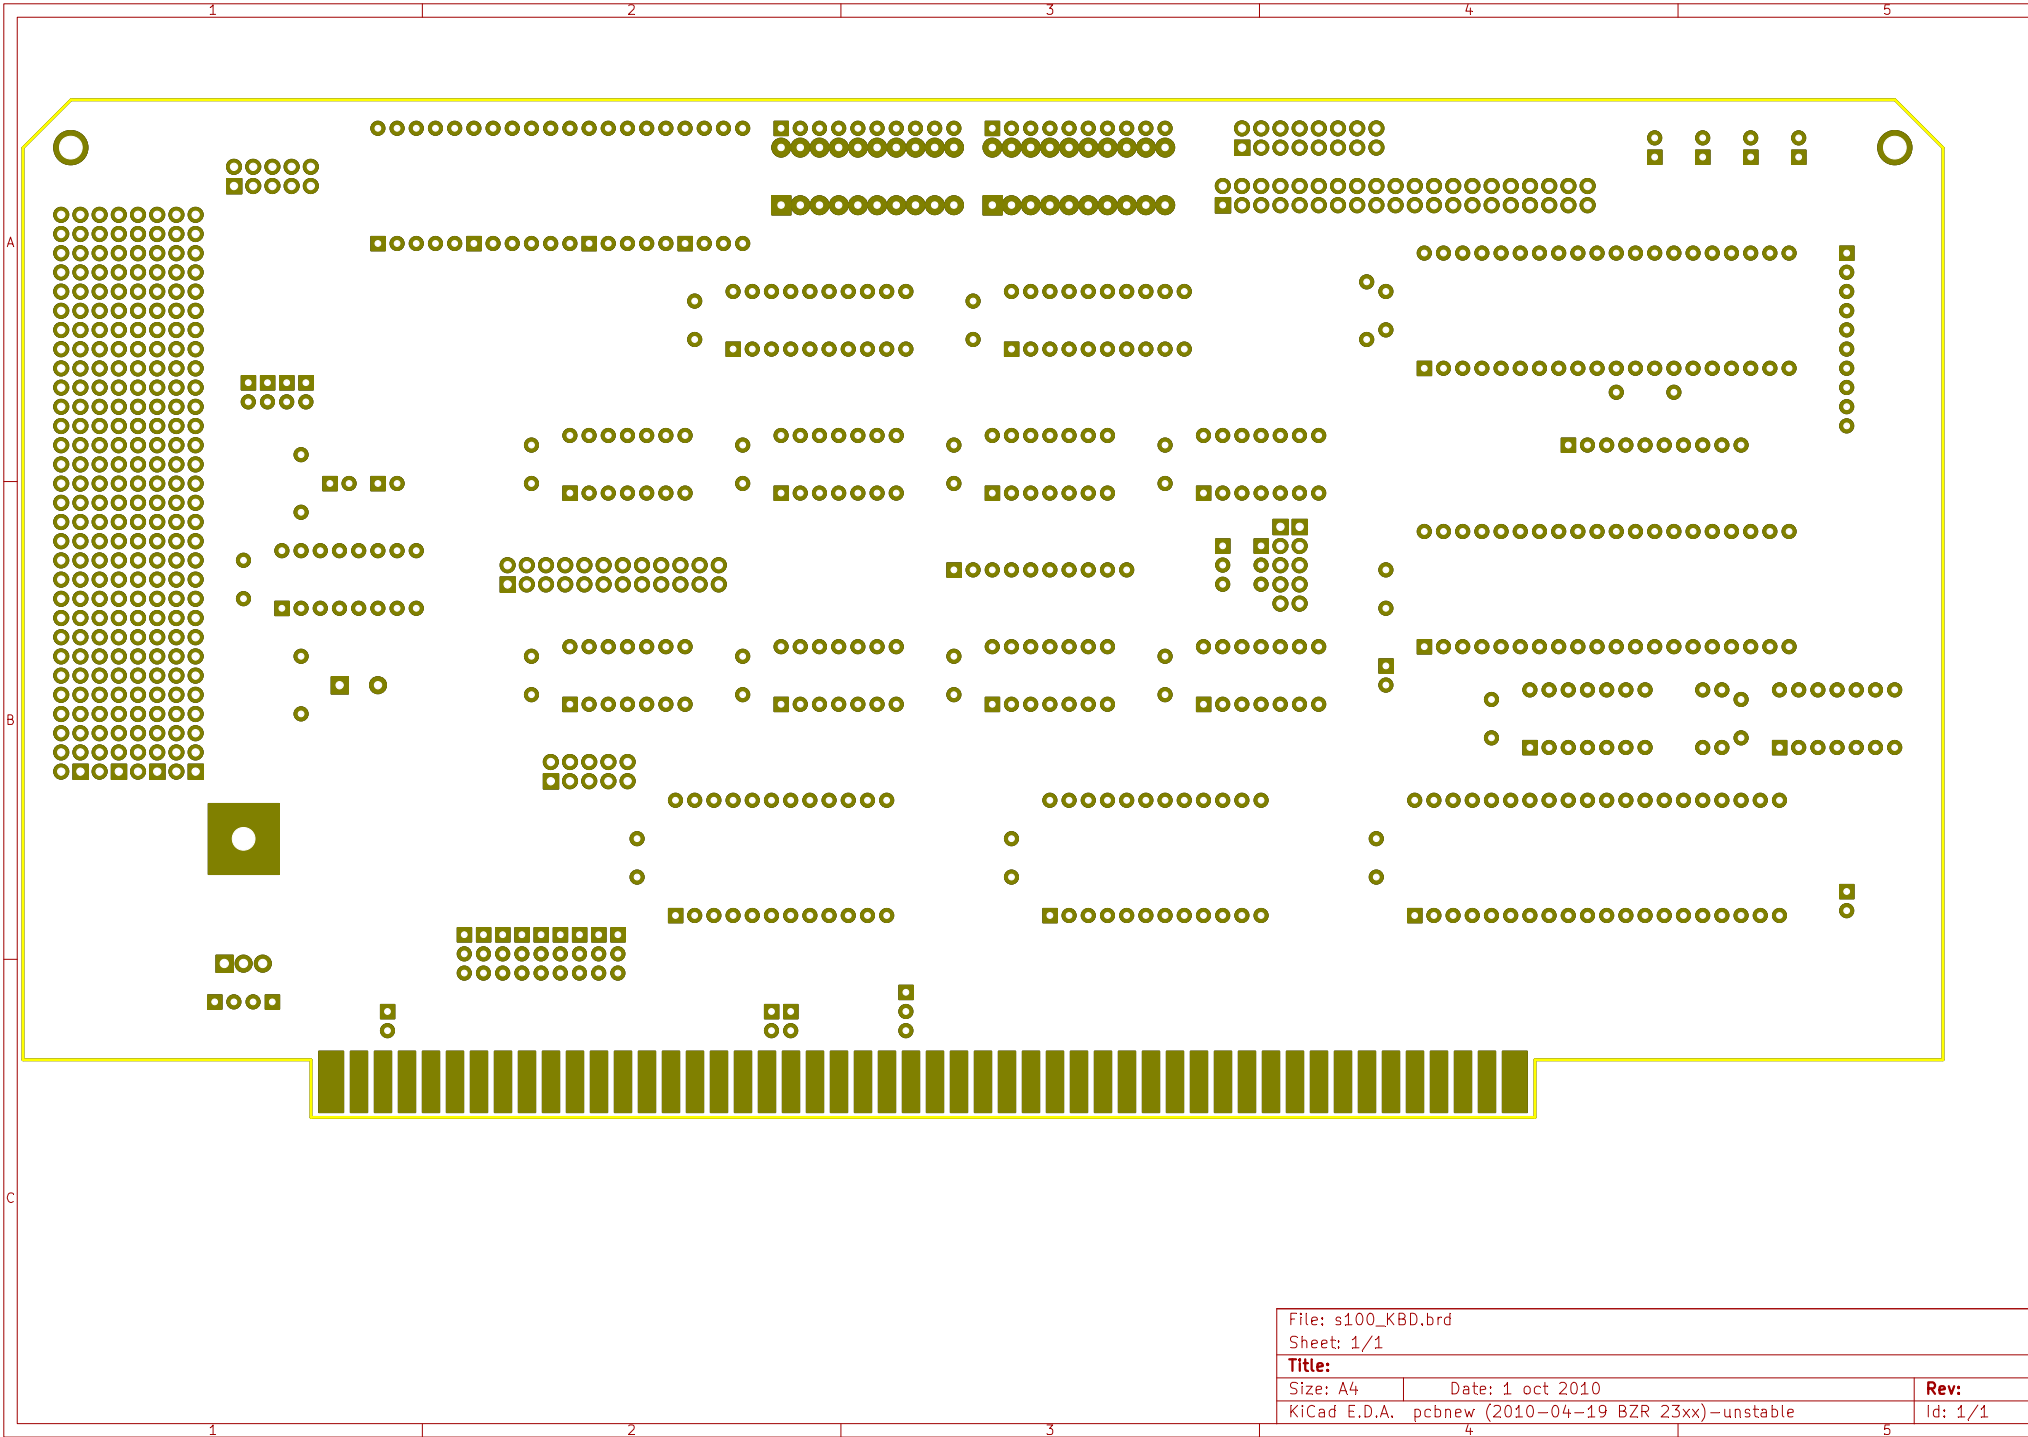 1 2 3 4 5
A
B
C
File: s100_KBD.brd
Sheet: 1/1
Title:
Size: A4 Date: 1 oct 2010 Rev:
KiCad E.D.A. pcbnew (2010-04-19 BZR 23xx)-unstable Id: 1/1
1 2 3 4 5